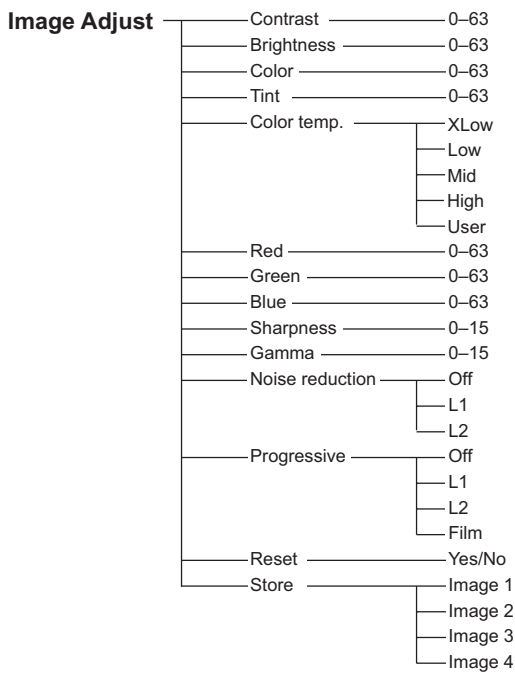 Image Adjust Contrast 0–63
Brightness 0–63
Color 0–63
Tint 0–63
Color temp. XLow
Low
Mid
High
User
Red 0–63
Green 0–63
Blue 0–63
Sharpness 0–15
Gamma 0–15
Noise reduction Off
L1
L2
Progressive Off
L1
L2
Film
Reset Yes/No
Store Image 1
Image 2
Image 3
Image 4